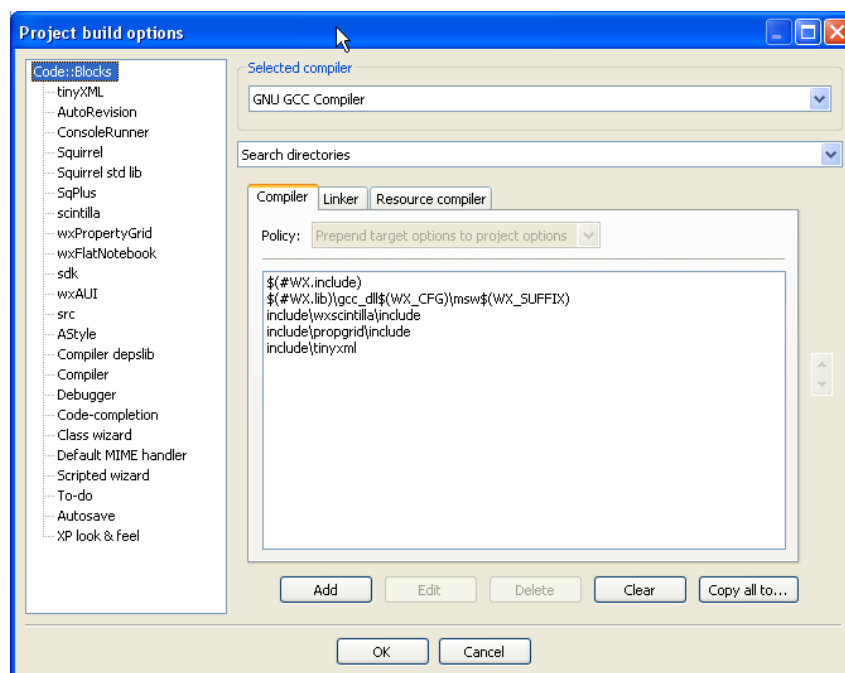 Project build options
Code::Blocks
tinyXML
AutoRevision
ConsoleRunner
Squirrel
Squirrel std lib
SqPlus
scintilla
wxPropertyGrid
wxFlatNotebook
sdk
wxAUI
src
AStyle
Compiler depslib
Compiler
Debugger
Code-completion
Class wizard
Default MIME handler
Scripted wizard
To-do
Autosave
XP look & feel
Selected compiler
GNU GCC Compiler
Search directories
Compiler Linker Resource compiler
Policy: Prepend target options to project options
$(#WX.include)
$(#WX.lib)\gcc_dll$(WX_CFG)\msw$(WX_SUFFIX)
include\wxscintilla\include
include\propgrid\include
include\tinyxml
Add Edit Delete Clear Copy all to...
OK Cancel